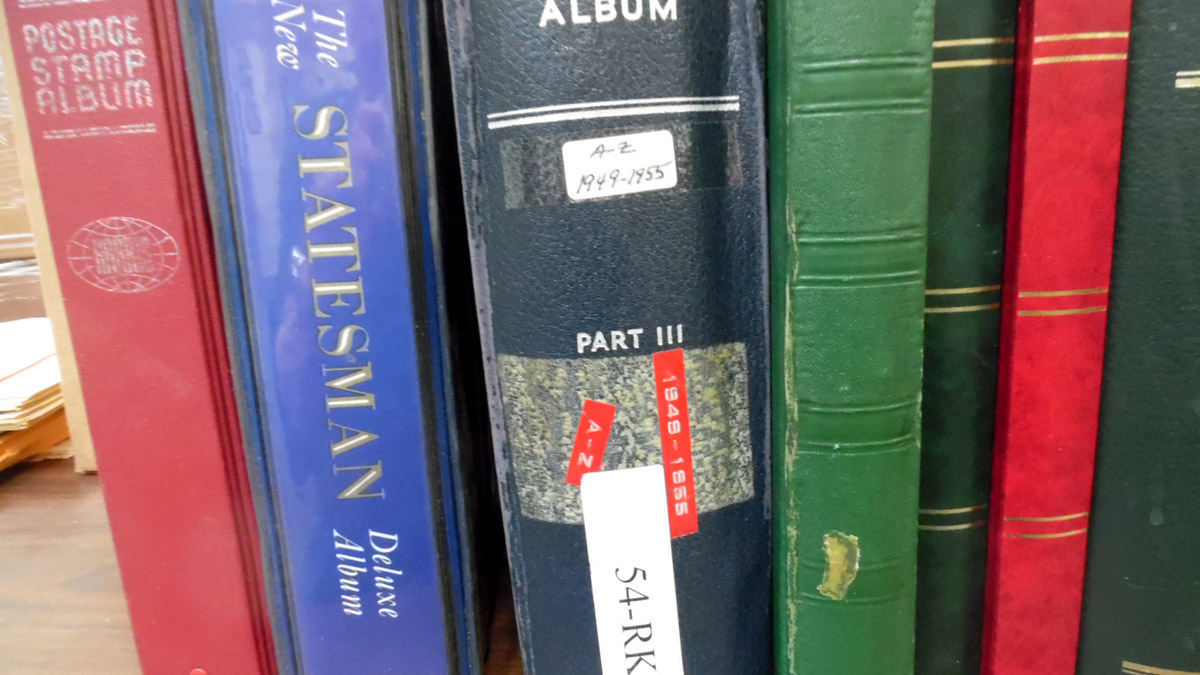 POSTAGE
STAMP
ALBUM
The
New
STATESMAN
Deluxe
Album
ALBUM
A-Z
1949-1955
PART III
1949-1955
A-Z
54-RK